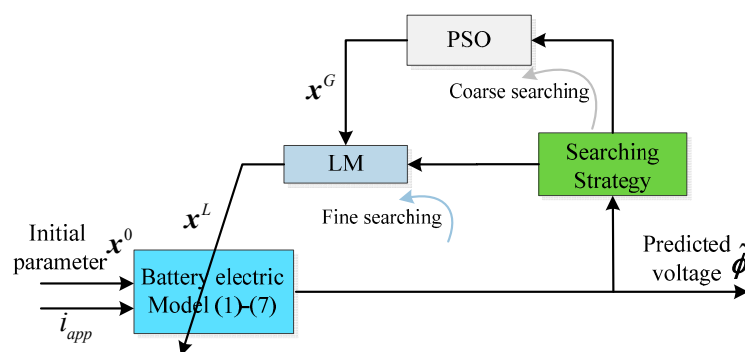 PSO
x^G
Coarse searching
LM
Searching
Strategy
x^L
Fine searching
Initial
parameter
x^0
Battery electric
Model (1)-(7)
i_app
Predicted
voltage
ϕ̃